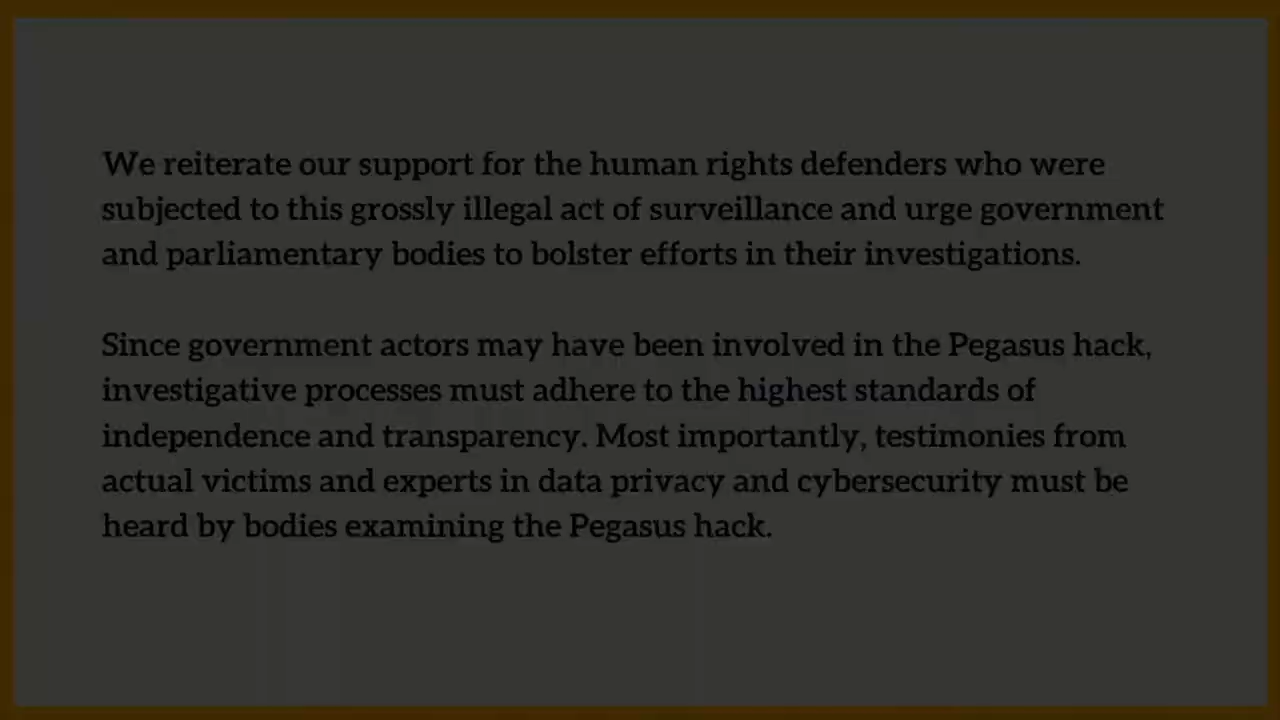 We reiterate our support for the human rights defenders who were
subjected to this grossly illegal act of surveillance and urge government
and parliamentary bodies to bolster efforts in their investigations.
Since government actors may have been involved in the Pegasus hack,
investigative processes must adhere to the highest standards of
independence and transparency. Most importantly, testimonies from
actual victims and experts in data privacy and cybersecurity must be
heard by bodies examining the Pegasus hack.